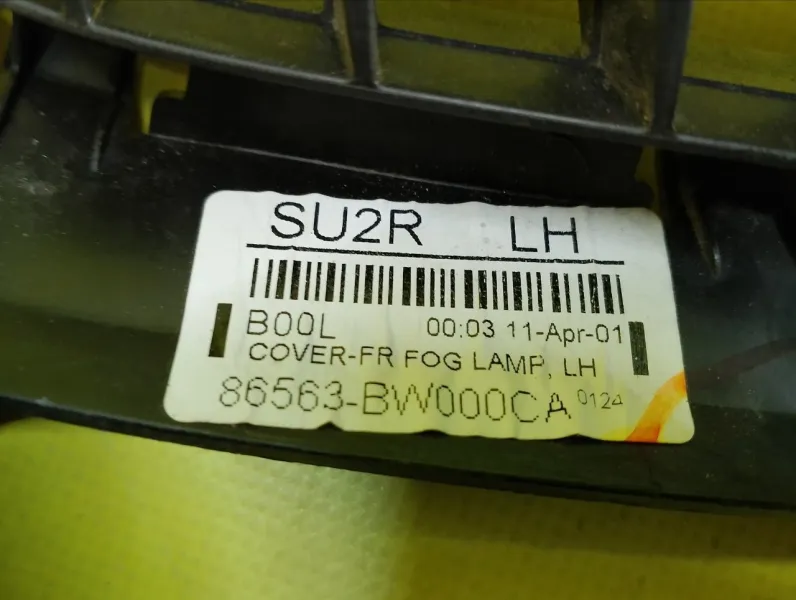 SU2R LH
B00L 00:03 11-Apr-01
COVER-FR FOG LAMP, LH
86563-BW000CA 0124